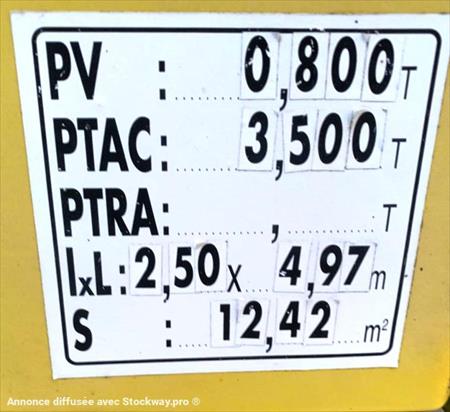 PV : 0,800 T
PTAC : 3,500 T
PTRA : , T
lxL : 2,50 x 4,97 m
S : 12,42 m²
Annonce diffusée avec Stockway.pro ®